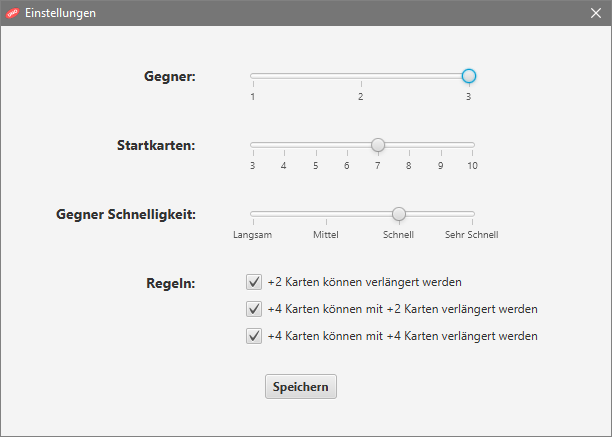 Einstellungen
Gegner:
1 2 3
Startkarten:
3 4 5 6 7 8 9 10
Gegner Schnelligkeit:
Langsam Mittel Schnell Sehr Schnell
Regeln:
+2 Karten können verlängert werden
+4 Karten können mit +2 Karten verlängert werden
+4 Karten können mit +4 Karten verlängert werden
Speichern